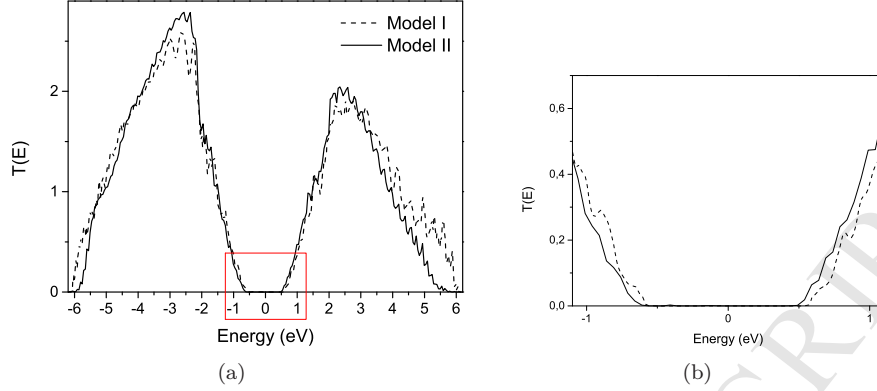 Model I
Model II
T(E)
2
1
0
-6 -5 -4 -3 -2 -1 0 1 2 3 4 5 6
Energy (eV)
(a)
T(E)
0,6
0,4
0,2
0,0
-1 0 1
Energy (eV)
(b)